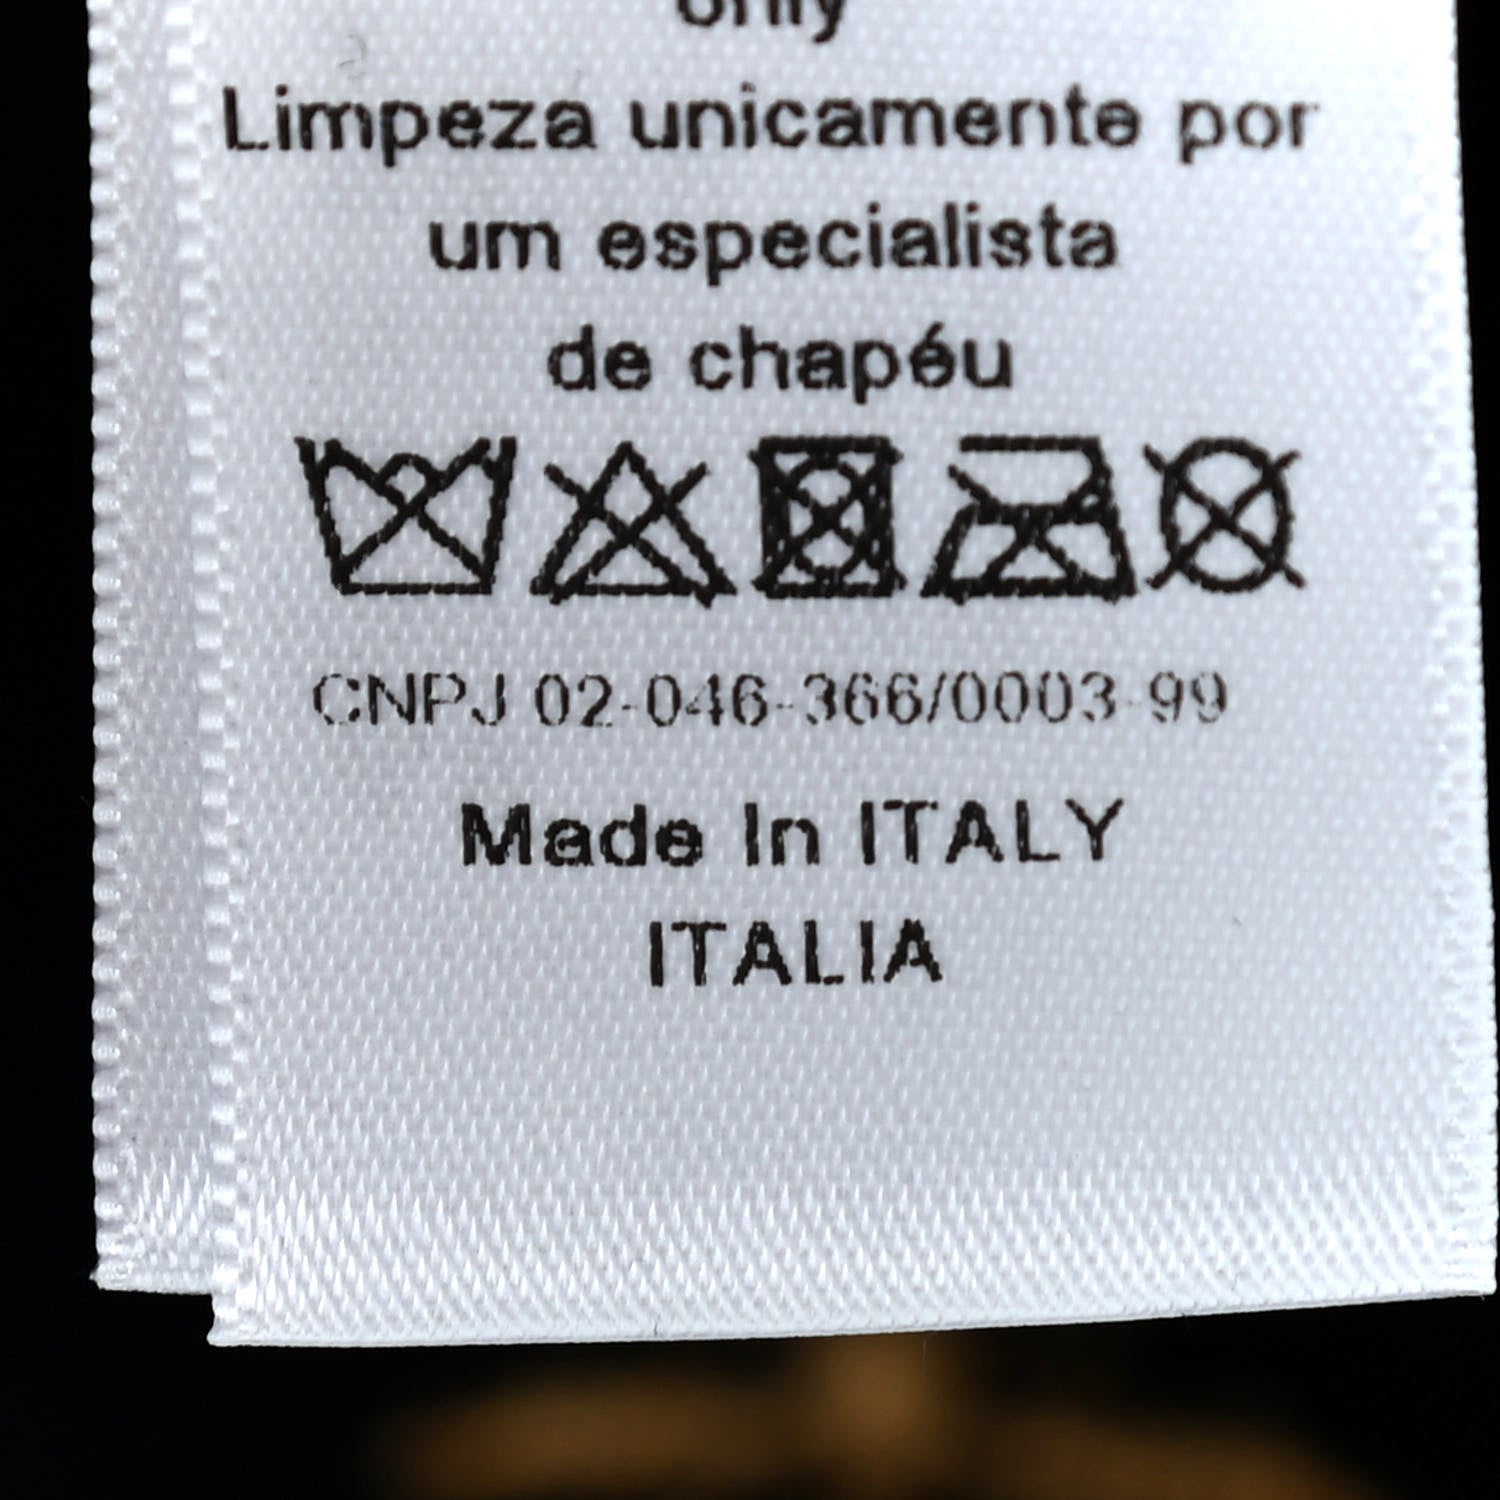 only
Limpeza unicamente por
um especialista
de chapéu
CNPJ 02-046-366/0003-99
Made In ITALY
ITALIA